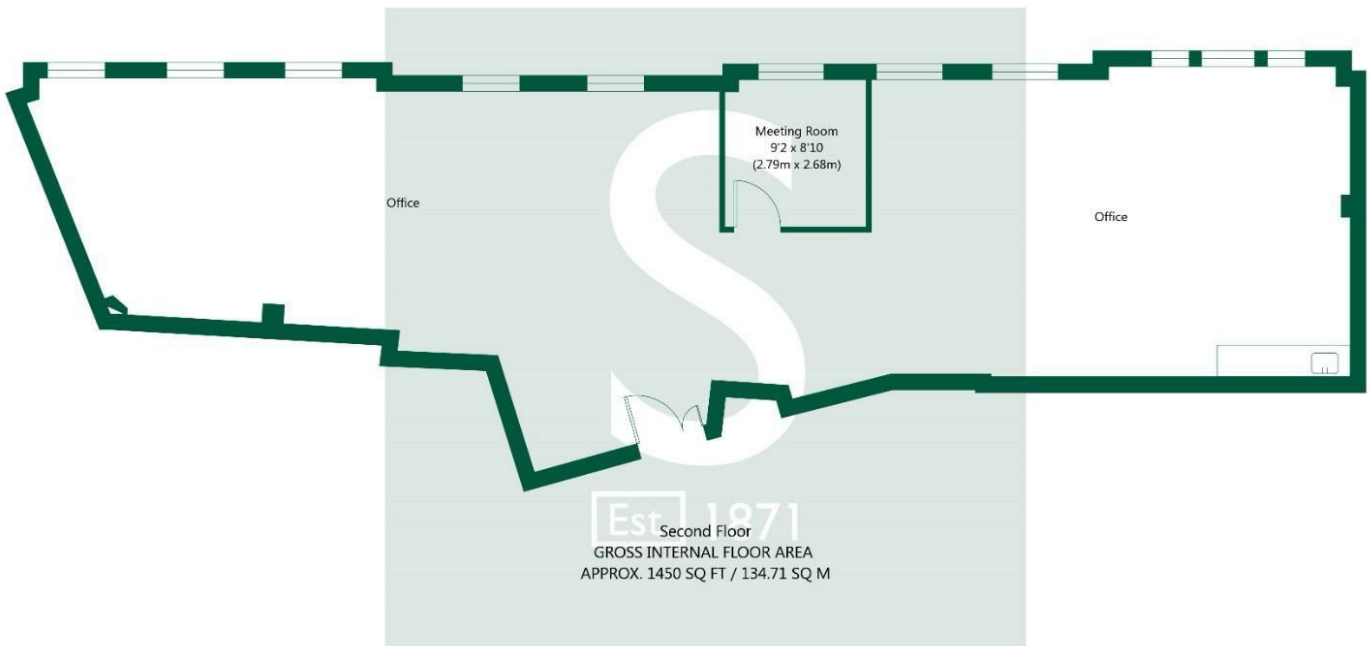 Meeting Room
9'2 x 8'10
(2.79m x 2.68m)
Office
Office
S
Est. 1871
Second Floor
GROSS INTERNAL FLOOR AREA
APPROX. 1450 SQ FT / 134.71 SQ M